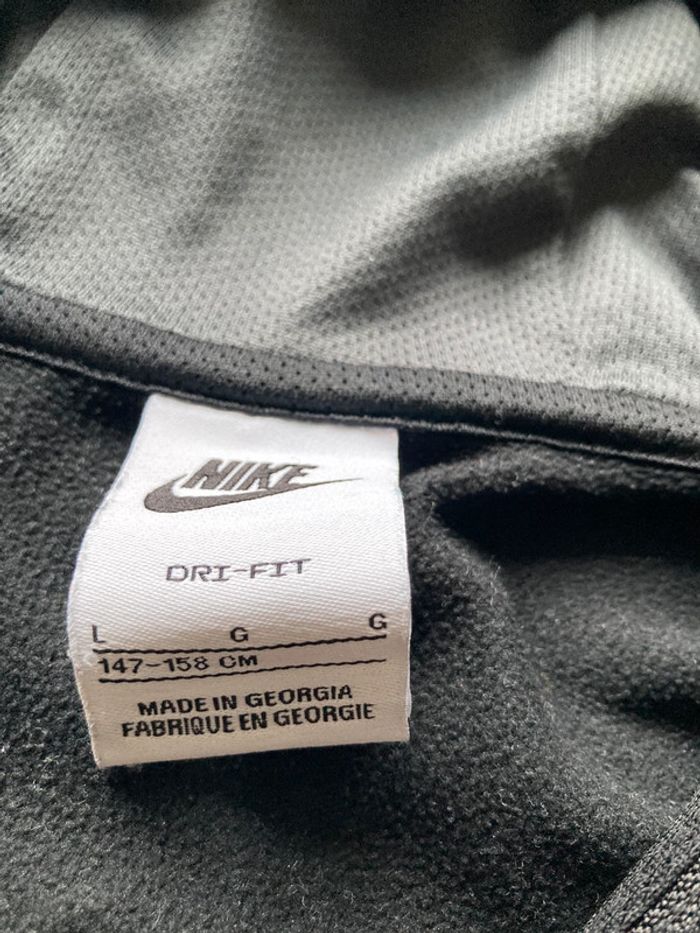 NIKE
DRI-FIT
L G G
147-158 CM
MADE IN GEORGIA
FABRIQUE EN GEORGIE